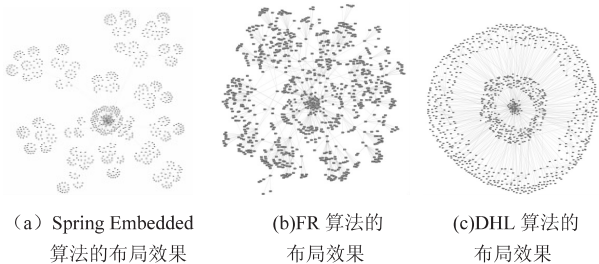 （a）Spring Embedded
算法的布局效果
(b)FR 算法的
布局效果
(c)DHL 算法的
布局效果